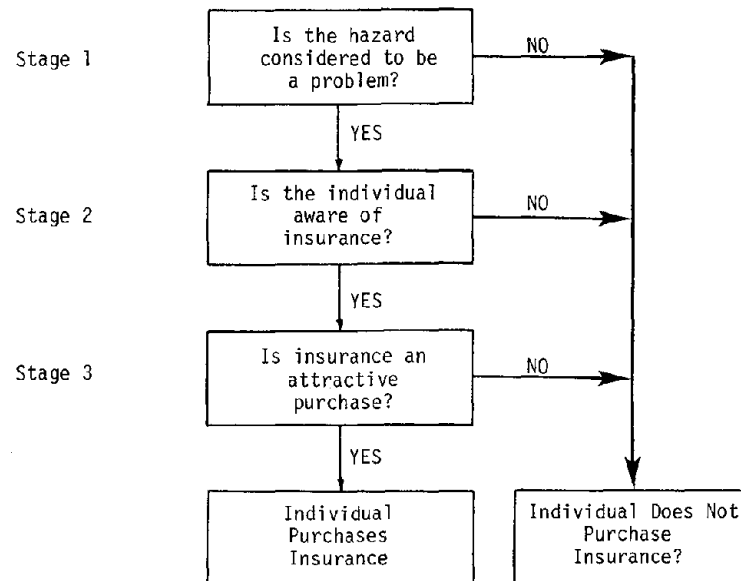 Stage 1
Is the hazard
considered to be
a problem?
NO
YES
Stage 2
Is the individual
aware of
insurance?
NO
YES
Stage 3
Is insurance an
attractive
purchase?
NO
YES
Individual
Purchases
Insurance
Individual Does Not
Purchase
Insurance?